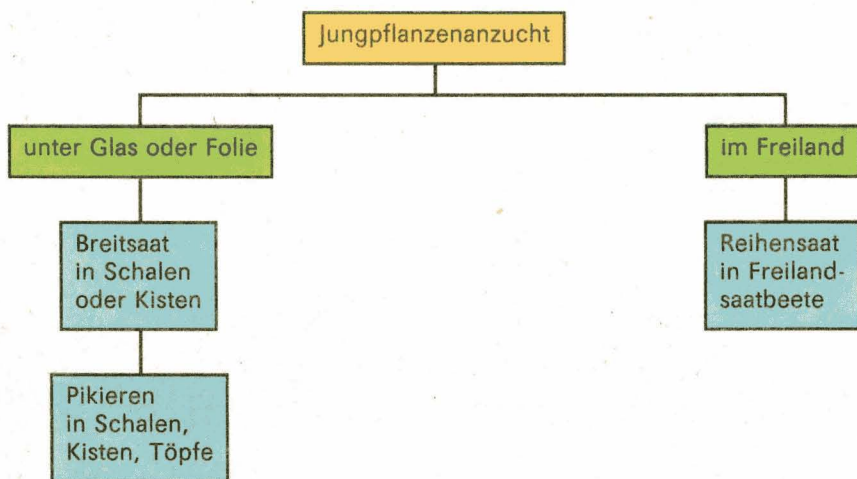 Jungpflanzenanzucht
unter Glas oder Folie
im Freiland
Breitsaat
in Schalen
oder Kisten
Reihensaat
in Freiland-
saatbeete
Pikieren
in Schalen,
Kisten, Töpfe